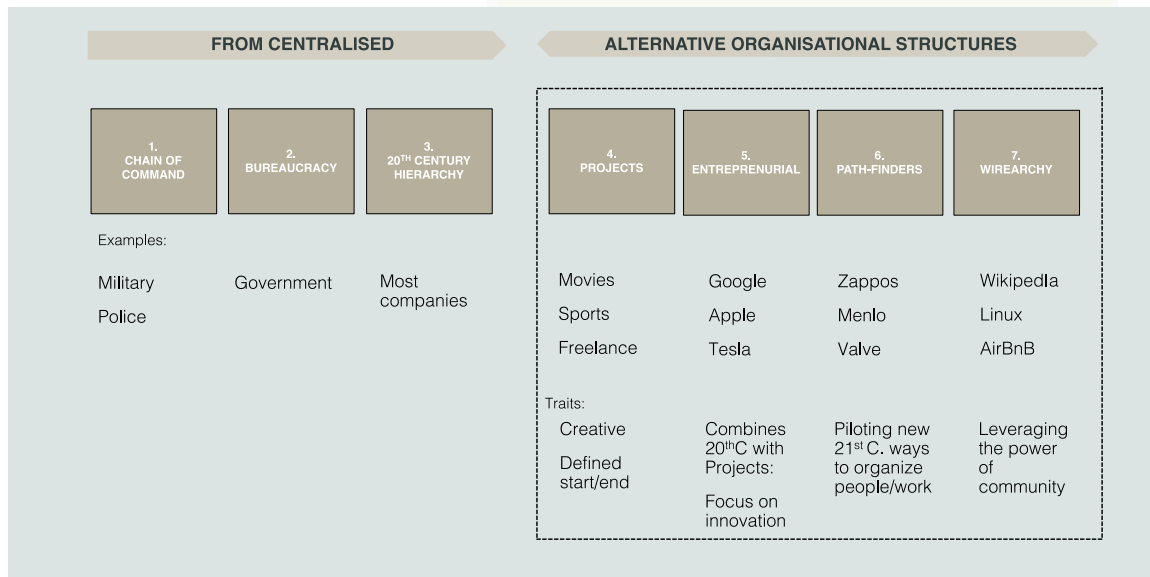 FROM CENTRALISED
ALTERNATIVE ORGANISATIONAL STRUCTURES
1.
CHAIN OF
COMMAND
2.
BUREAUCRACY
3.
20TH CENTURY
HIERARCHY
4.
PROJECTS
5.
ENTREPRENURIAL
6.
PATH-FINDERS
7.
WIREARCHY
Examples:
Military
Police
Government
Most
companies
Movies
Sports
Freelance
Google
Apple
Tesla
Zappos
Menlo
Valve
WikipedIa
Linux
AirBnB
Traits:
Creative
Defined
start/end
Combines
20thC with
Projects:
Focus on
innovation
Piloting new
21st C. ways
to organize
people/work
Leveraging
the power
of
community